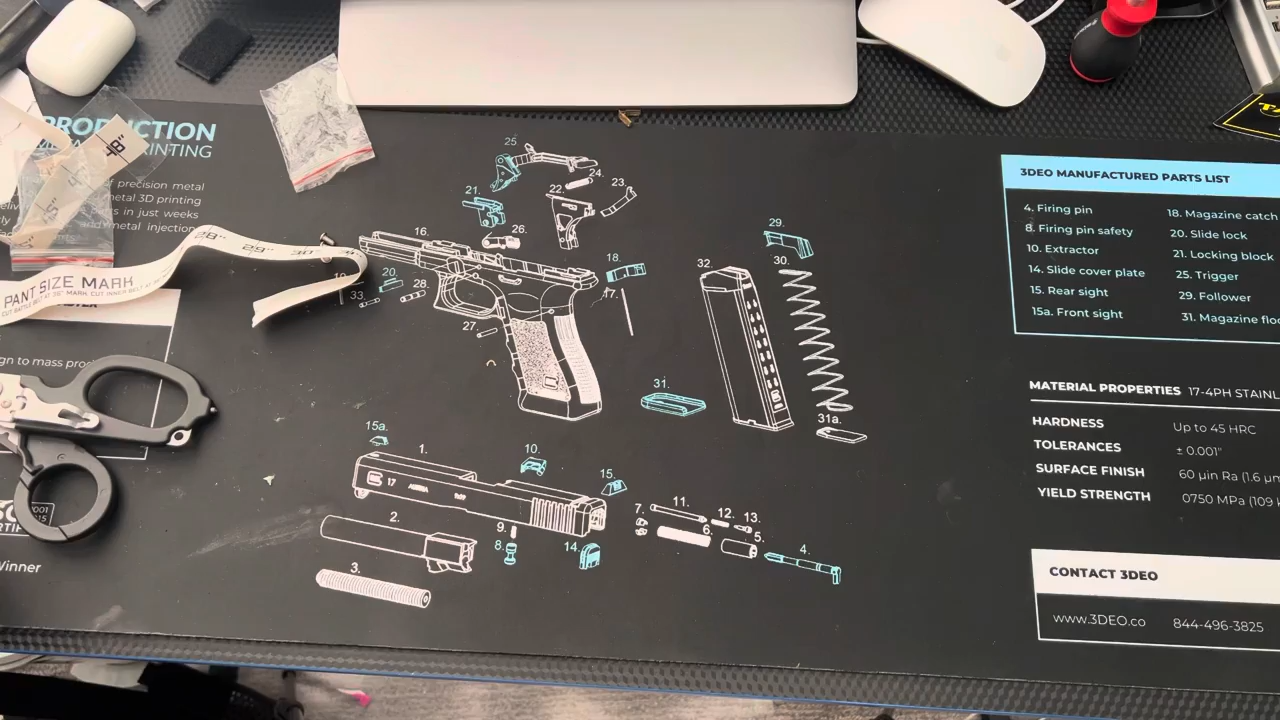 PRODUCTION
PRINTING
of precision metal
metal 3D printing
in just weeks
metal injection
48"
28" 29" 30"
PANT SIZE MARK
sign to mass prod
Winner
25
24.
23.
22.
21.
26.
16.
20.
28.
33.
18.
17.
27.
29.
30.
32.
31.
31a.
15a.
1.
10.
15.
17
2.
9.
8.
14.
3.
7.
11.
12.
13.
6.
5.
4.
3DEO MANUFACTURED PARTS LIST
4. Firing pin
8. Firing pin safety
10. Extractor
14. Slide cover plate
15. Rear sight
15a. Front sight
18. Magazine catch
20. Slide lock
21. Locking block
25. Trigger
29. Follower
31. Magazine floo
MATERIAL PROPERTIES 17-4PH STAINL
HARDNESS Up to 45 HRC
TOLERANCES ± 0.001"
SURFACE FINISH 60 µin Ra (1.6 µm
YIELD STRENGTH 0750 MPa (109
CONTACT 3DEO
www.3DEO.co 844-496-3825